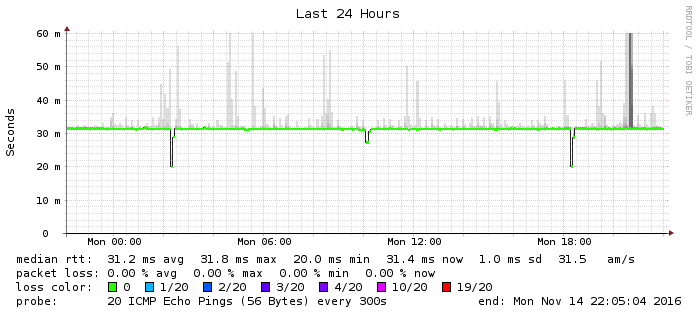 Last 24 Hours
RRDTOOL / TOBI OETIKER
Seconds
60 m
50 m
40 m
30 m
20 m
10 m
0
Mon 00:00 Mon 06:00 Mon 12:00 Mon 18:00
median rtt: 31.2 ms avg 31.8 ms max 20.0 ms min 31.4 ms now 1.0 ms sd 31.5 am/s
packet loss: 0.00 % avg 0.00 % max 0.00 % min 0.00 % now
loss color: 0 1/20 2/20 3/20 4/20 10/20 19/20
probe: 20 ICMP Echo Pings (56 Bytes) every 300s end: Mon Nov 14 22:05:04 2016